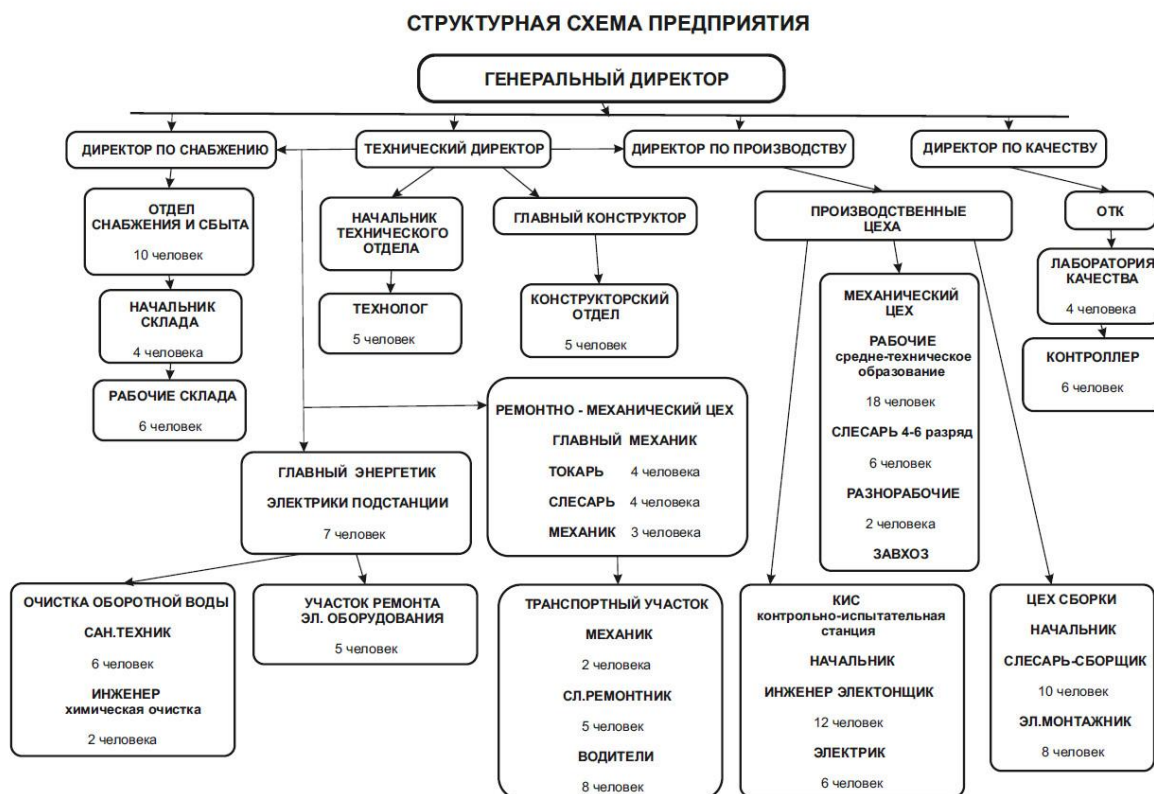 СТРУКТУРНАЯ СХЕМА ПРЕДПРИЯТИЯ
ГЕНЕРАЛЬНЫЙ ДИРЕКТОР
ДИРЕКТОР ПО СНАБЖЕНИЮ
ТЕХНИЧЕСКИЙ ДИРЕКТОР
ДИРЕКТОР ПО ПРОИЗВОДСТВУ
ДИРЕКТОР ПО КАЧЕСТВУ
ОТДЕЛ
СНАБЖЕНИЯ И СБЫТА
10 человек
НАЧАЛЬНИК
СКЛАДА
4 человека
РАБОЧИЕ СКЛАДА
6 человек
НАЧАЛЬНИК
ТЕХНИЧЕСКОГО
ОТДЕЛА
ТЕХНОЛОГ
5 человек
ГЛАВНЫЙ КОНСТРУКТОР
КОНСТРУКТОРСКИЙ
ОТДЕЛ
5 человек
ПРОИЗВОДСТВЕННЫЕ
ЦЕХА
ОТК
ЛАБОРАТОРИЯ
КАЧЕСТВА
4 человека
КОНТРОЛЛЕР
6 человек
МЕХАНИЧЕСКИЙ
ЦЕХ
РАБОЧИЕ
средне-техническое
образование
18 человек
СЛЕСАРЬ 4-6 разряд
6 человек
РАЗНОРАБОЧИЕ
2 человека
ЗАВХОЗ
РЕМОНТНО - МЕХАНИЧЕСКИЙ ЦЕХ
ГЛАВНЫЙ МЕХАНИК
ТОКАРЬ 4 человека
СЛЕСАРЬ 4 человека
МЕХАНИК 3 человека
ГЛАВНЫЙ ЭНЕРГЕТИК
ЭЛЕКТРИКИ ПОДСТАНЦИИ
7 человек
ОЧИСТКА ОБОРОТНОЙ ВОДЫ
САН.ТЕХНИК
6 человек
ИНЖЕНЕР
химическая очистка
2 человека
УЧАСТОК РЕМОНТА
ЭЛ. ОБОРУДОВАНИЯ
5 человек
ТРАНСПОРТНЫЙ УЧАСТОК
МЕХАНИК
2 человека
СЛ.РЕМОНТНИК
5 человек
ВОДИТЕЛИ
8 человек
КИС
контрольно-испытательная
станция
НАЧАЛЬНИК
ИНЖЕНЕР ЭЛЕКТОНЩИК
12 человек
ЭЛЕКТРИК
6 человек
ЦЕХ СБОРКИ
НАЧАЛЬНИК
СЛЕСАРЬ-СБОРЩИК
10 человек
ЭЛ.МОНТАЖНИК
8 человек